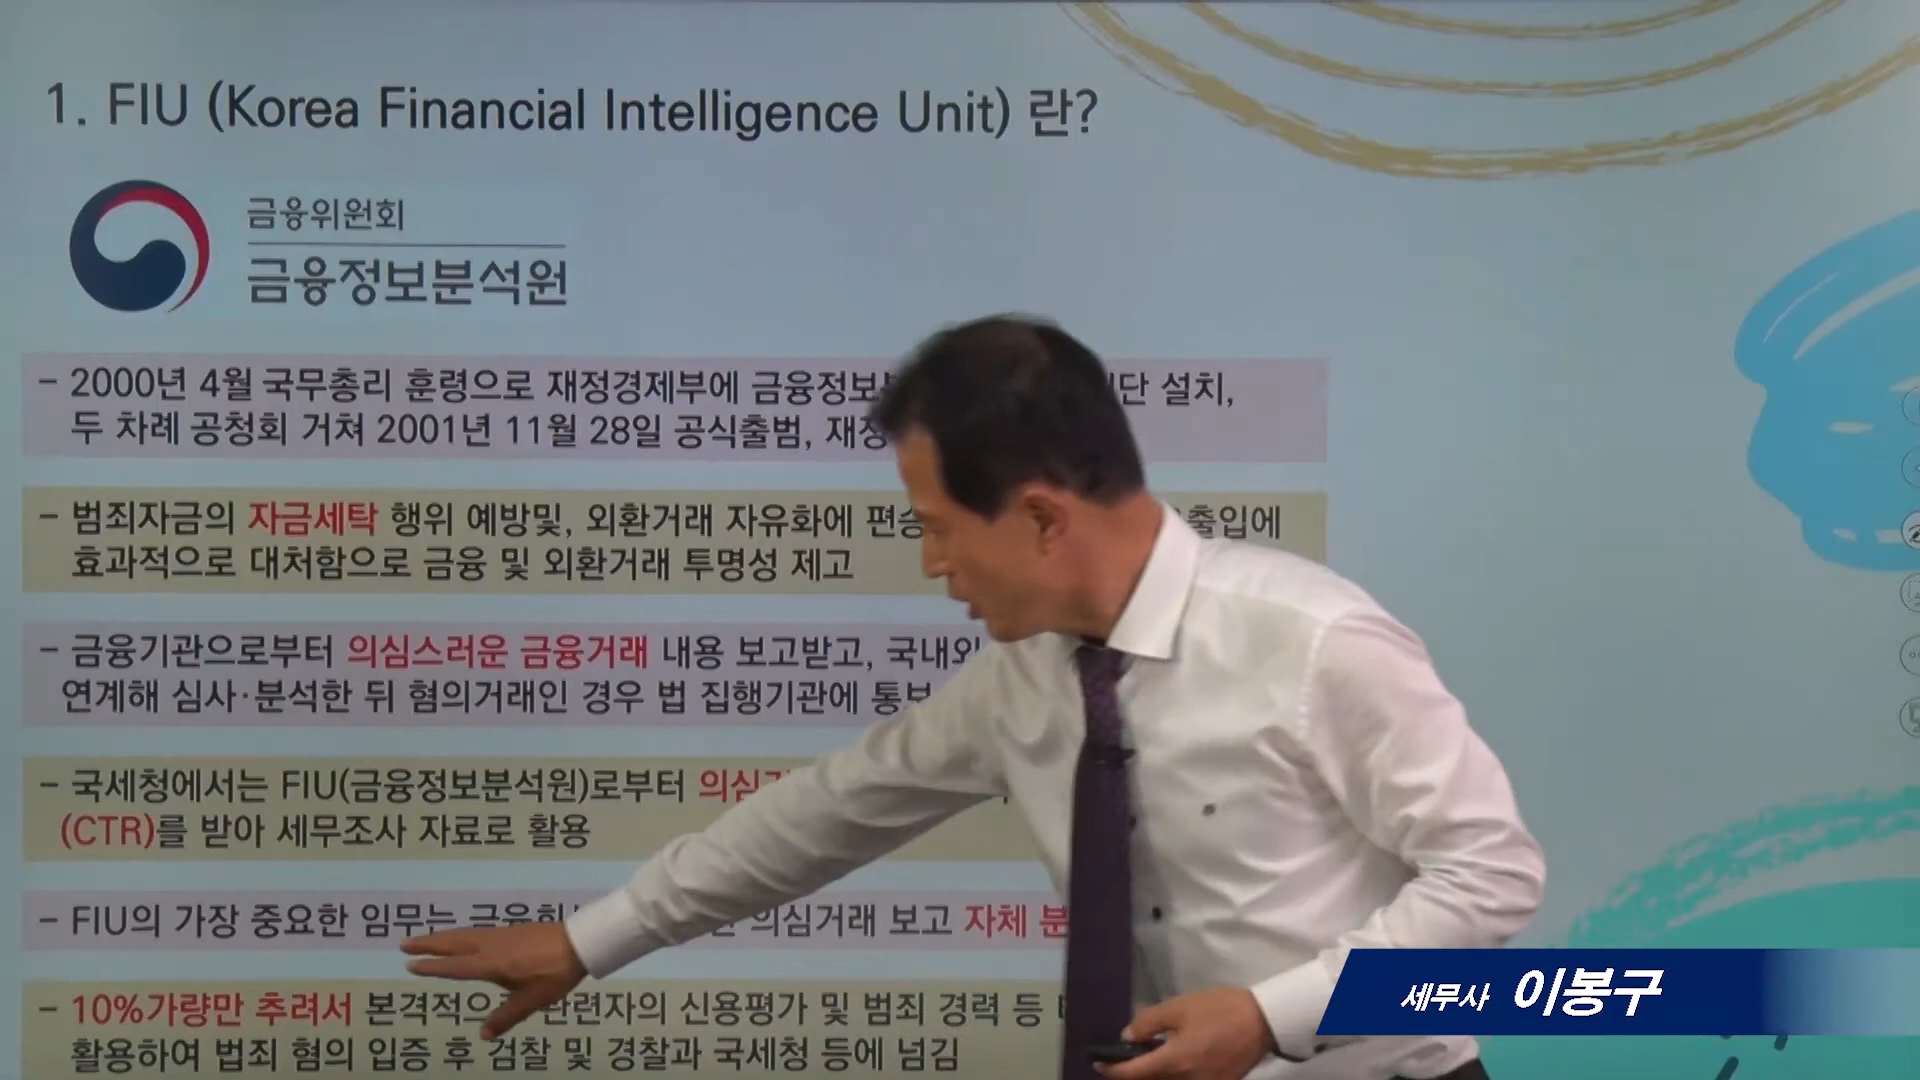 1. FIU (Korea Financial Intelligence Unit) 란?
금융위원회
금융정보분석원
- 2000년 4월 국무총리 훈령으로 재정경제부에 금융정보 단 설치,
두 차례 공청회 거쳐 2001년 11월 28일 공식출범,
- 범죄자금의 자금세탁 행위 예방및, 외환거래 자유화에 편승 출입에
효과적으로 대처함으로 금융 및 외환거래 투명성 제고
- 금융기관으로부터 의심스러운 금융거래 내용 보고받고, 국내외
연계해 심사·분석한 뒤 혐의거래인 경우 법 집행기관에 통보
- 국세청에서는 FIU(금융정보분석원)로부터
(CTR)를 받아 세무조사 자료로 활용
- FIU의 가장 중요한 임무는 의심거래 보고 자체
- 10%가량만 추려서 본격적으로 관련자의 신용평가 및 범죄 경력 등
활용하여 범죄 혐의 입증 후 검찰 및 경찰과 국세청 등에 넘김
세무사 이봉구